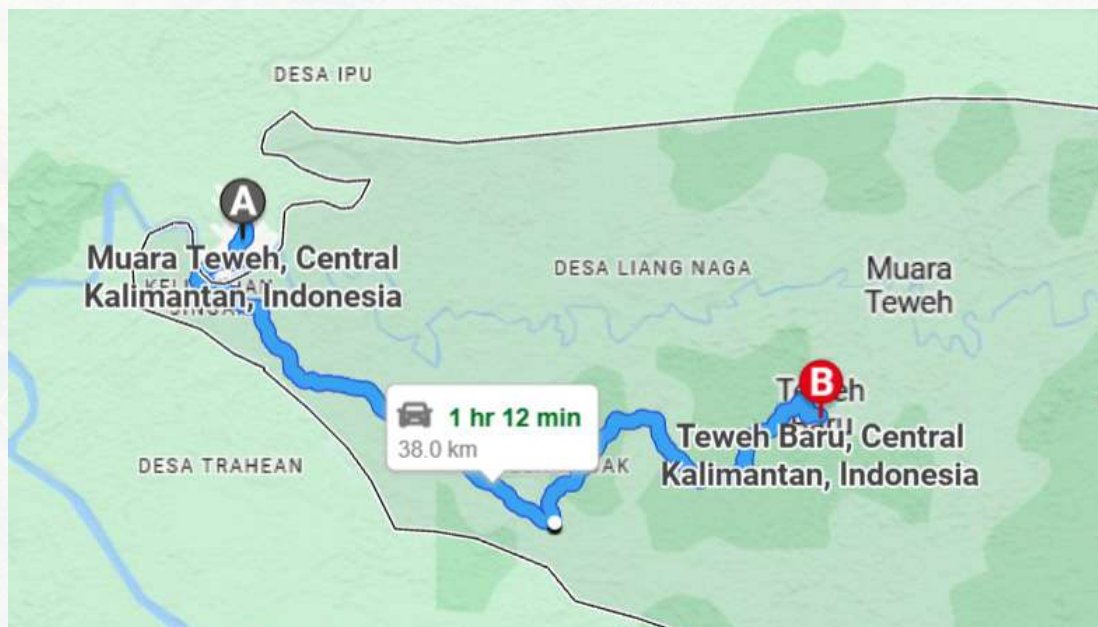 DESA IPU
A
Muara Teweh, Central
Kalimantan, Indonesia
DESA LIANG NAGA
Muara
Teweh
B
Teweh Baru, Central
Kalimantan, Indonesia
1 hr 12 min
38.0 km
DESA TRAHEAN